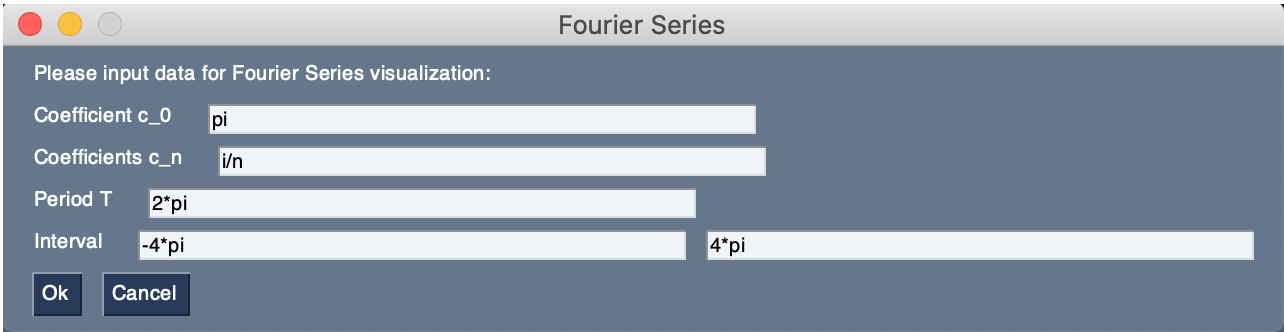 Fourier Series
Please input data for Fourier Series visualization:
Coefficient c_0 pi
Coefficients c_n i/n
Period T 2*pi
Interval -4*pi 4*pi
Ok Cancel